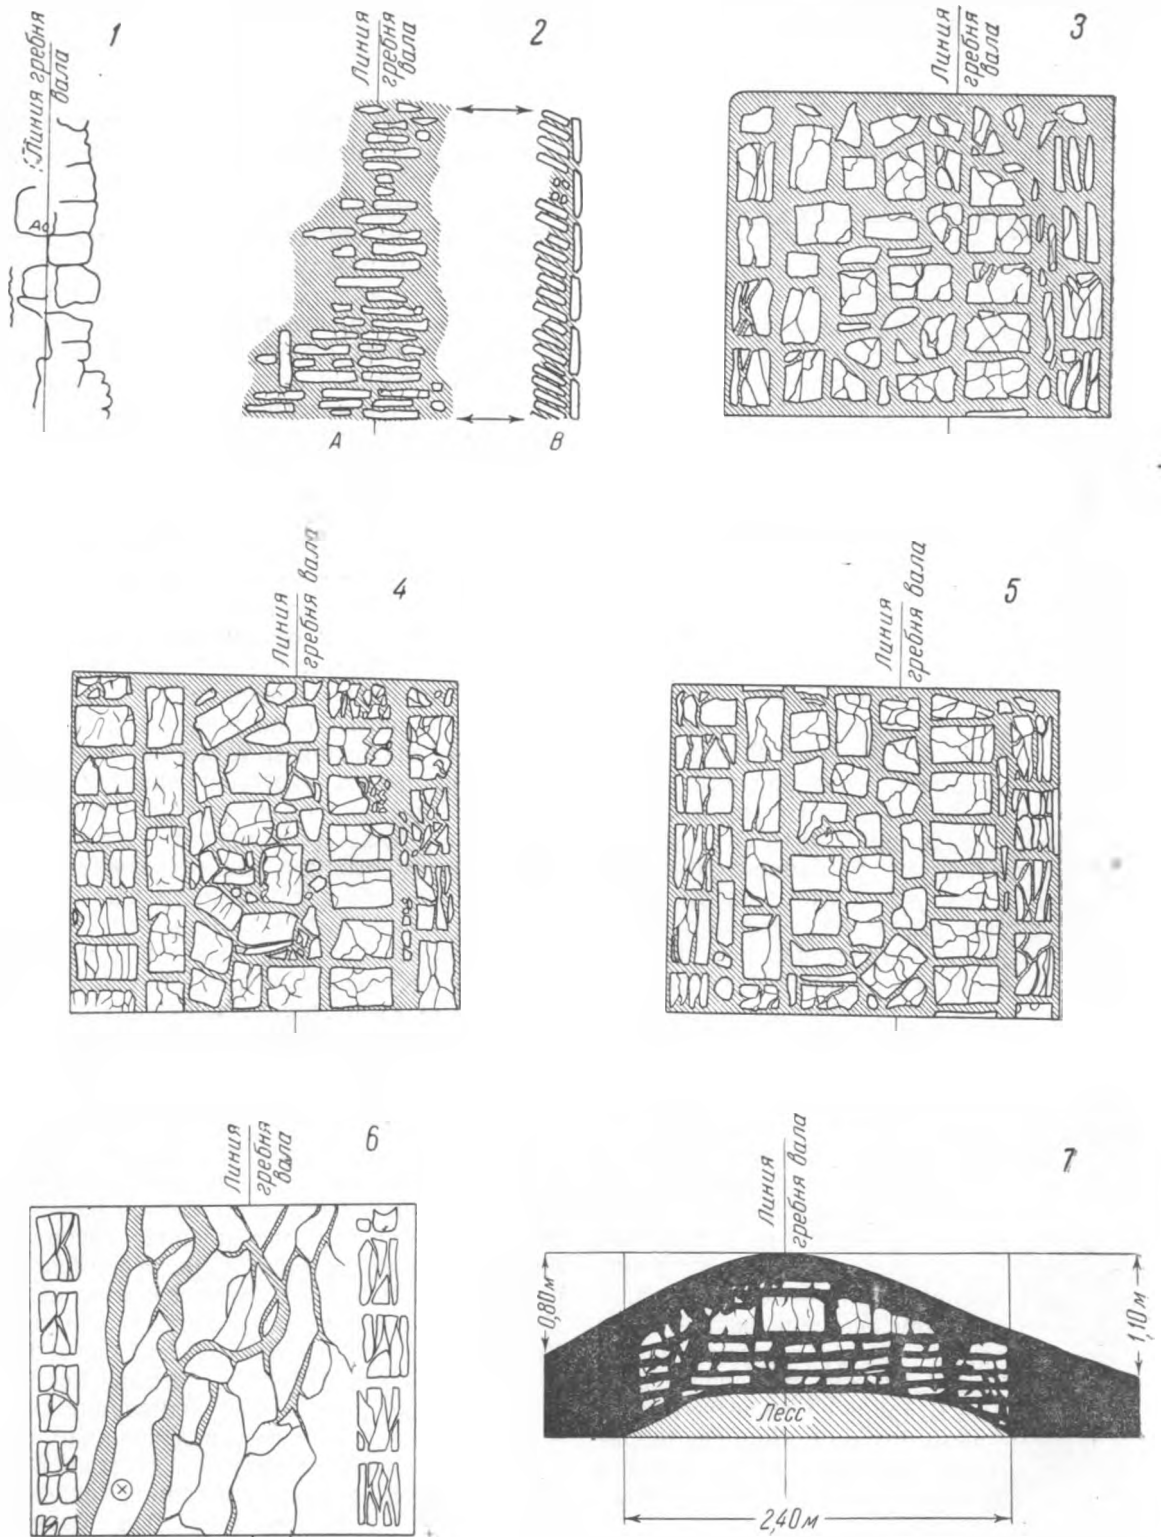 1
Линия гребня
вала
А
2
Линия
гребня
вала
А
В
3
Линия
гребня
вала
4
Линия
гребня вала
5
Линия
гребня вала
6
Линия
гребня
вала
7
Линия
гребня вала
0,80м
1,10м
Лесс
2,40м